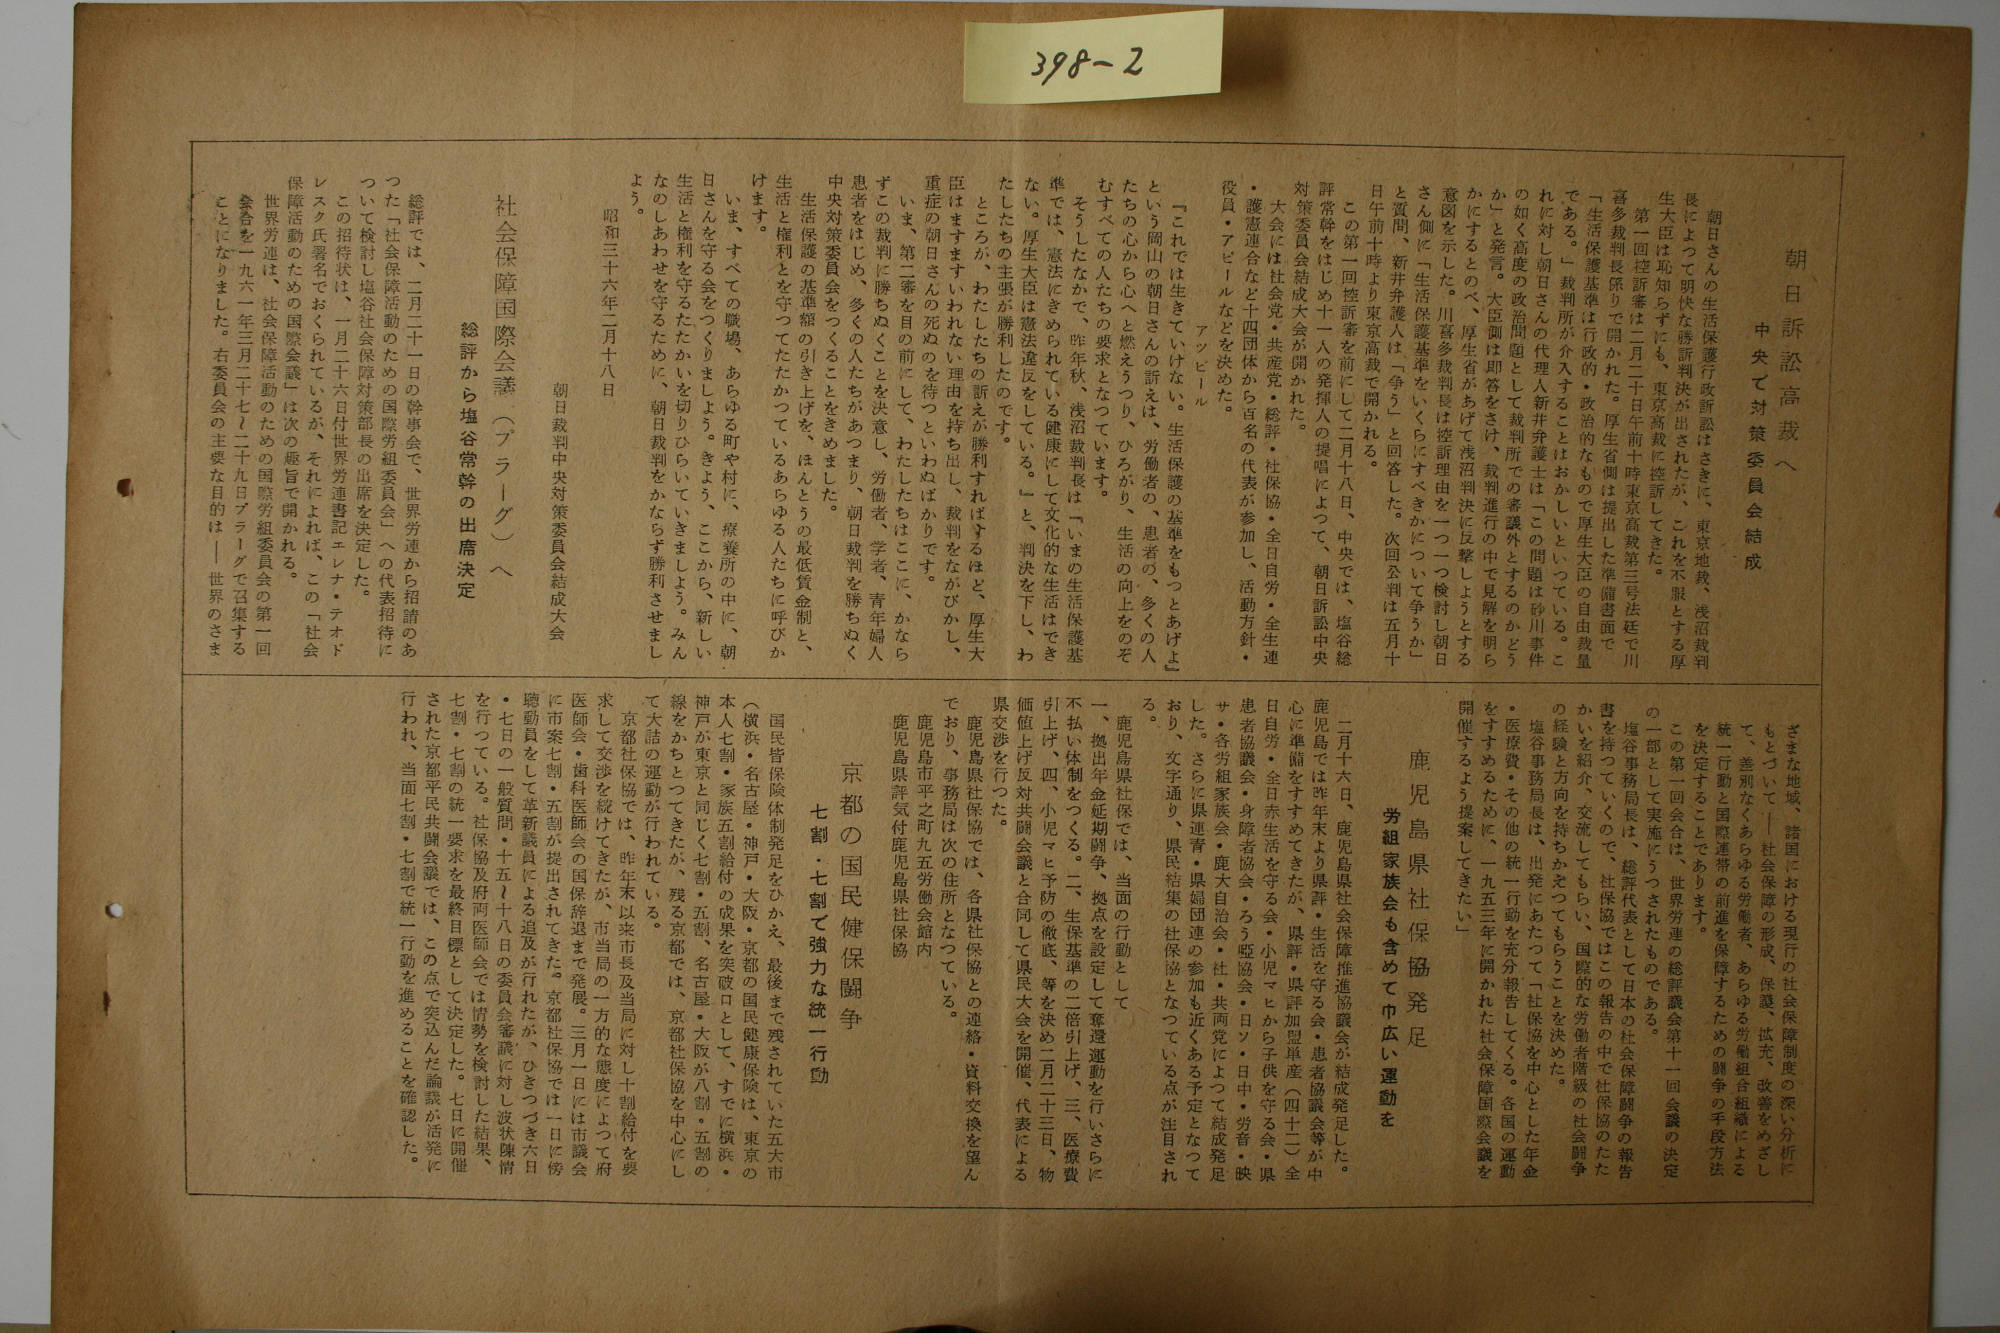 398-2
朝日訴訟高裁へ
中央で対策委員会結成
朝日さんの生活保護行政訴訟はさきに、東京地裁、浅沼裁判
長によつて明快な勝訴判決が出されたが、これを不服とする厚
生大臣は恥知らずにも、東京高裁に控訴してきた。
第一回控訴審は二月二十日午前十時東京高裁第三号法廷で川
喜多裁判長係りで開かれた。厚生省側は提出した準備書面で
「生活保護基準は行政的・政治的なもので厚生大臣の自由裁量
である。」裁判所が介入することはおかしいといつている。こ
れに対し朝日さんの代理人新井弁護士は「この問題は砂川事件
の如く高度の政治問題として裁判所での審議外とするのかどう
か」と発言。大臣側は即答をさけ、裁判進行の中で見解を明ら
かにするとのべ、厚生省があげて浅沼判決に反撃しようとする
意図を示した。川喜多裁判長は控訴理由を一つ一つ検討し朝日
さん側に「生活保護基準をいくらにすべきかについて争うか」
と質問、新井弁護人は「争う」と回答した。次回公判は五月十
日午前十時より東京高裁で開かれる。
この第一回控訴審を前にして二月十八日、中央では、塩谷総
評常幹をはじめ十一人の発揮人の提唱によつて、朝日訴訟中央
対策委員会結成大会が開かれた。
大会には社会党・共産党・総評・社保協・全日自労・全生連
・護憲連合など十四団体から百名の代表が参加し、活動方針・
役員・アピールなどを決めた。
アッピール
『これでは生きていけない。生活保護の基準をもつとあげよ』
という岡山の朝日さんの訴えは、労働者の、患者の、多くの人
たちの心から心へと燃えうつり、ひろがり、生活の向上をのぞ
むすべての人たちの要求となつています。
そうしたなかで、昨年秋、浅沼裁判長は『いまの生活保護基
準では、憲法にきめられている健康にして文化的な生活はでき
ない。厚生大臣は憲法違反をしている。』と、判決を下し、わ
たしたちの主張が勝利したのです。
ところが、わたしたちの訴えが勝利すればするほど、厚生大
臣はますますいわれない理由を持ち出し、裁判をながびかし、
重症の朝日さんの死ぬのを待つといわぬばかりです。
いま、第二審を目の前にして、わたしたちはここに、かなら
ずこの裁判に勝ちぬくことを決意し、労働者、学者、青年婦人
患者をはじめ、多くの人たちがあつまり、朝日裁判を勝ちぬく
中央対策委員会をつくることをきめました。
生活保護の基準額の引き上げを、ほんとうの最低賃金制と、
生活と権利とを守つてたたかつているあらゆる人たちに呼びか
けます。
いま、すべての職場、あらゆる町や村に、療養所の中に、朝
日さんを守る会をつくりましよう。きょう、ここから、新しい
生活と権利を守るたたかいを切りひらいていきましよう。みん
なのしあわせを守るために、朝日裁判をかならず勝利させまし
よう。
昭和三十六年二月十八日
朝日裁判中央対策委員会結成大会
社会保障国際会議（プラーグ）へ
総評から塩谷常幹の出席決定
総評では、二月二十一日の幹事会で、世界労連から招請のあ
つた「社会保障活動のための国際労組委員会」への代表招待に
ついて検討し塩谷社会保障対策部長の出席を決定した。
この招待状は、一月二十六日付世界労連書記エレナ・テオド
レスク氏署名でおくられているが、それによれば、この「社会
保障活動のための国際会議」は次の趣旨で開かれる。
世界労連は、社会保障活動のための国際労組委員会の第一回
会合を一九六一年三月二十七～二十九日プラーグで召集する
ことになりました。右委員会の主要な目的は――世界のさま
ざまな地域、諸国における現行の社会保障制度の深い分析に
もとづいて――社会保障の形成、保護、拡充、改善をめざし
て、差別なくあらゆる労働者、あらゆる労働組合組織による
統一行動と国際連帯の前進を保障するための闘争の手段方法
を決定することであります。
この第一回会合は、世界労連の総評議会第十一回会議の決定
の一部として実施にうつされたものである。
塩谷事務局長は、総評代表として日本の社会保障闘争の報告
書を持つていくので、社保協ではこの報告の中で社保協のたた
かいを紹介、交流してもらい、国際的な労働者階級の社会闘争
の経験と方向を持ちかぞつてもらうことを決めた。
塩谷事務局長は、出発にあたつて「社保協を中心とした年金
・医療費・その他の統一行動を充分報告してくる。各国の運動
をすすめるために、一九五三年に開かれた社会保障国際会議を
開催するよう提案してきたい」
鹿児島県社保協発足
労組家族会も含めて巾広い運動を
二月十六日、鹿児島県社会保障推進協議会が結成発足した。
鹿児島では昨年末より県評・生活を守る会・患者協議会等が中
心に準備をすすめてきたが、県評・県評加盟単産（四十二）全
日自労・全日赤生活を守る会・小児マヒから子供を守る会・県
患者協議会・身障者協会・ろう啞協会・日ソ・日中・労音・映
サ・各労組家族会・鹿大自治会・社・共両党によつて結成発足
した。さらに県連青・県婦団連の参加も近くある予定となつて
おり、文字通り、県民結集の社保協となつている点が注目され
る。
鹿児島県社保では、当面の行動として
一、拠出年金延期闘争、拠点を設定して奪還運動を行いさらに
不払い体制をつくる。二、生保基準の二倍引上げ、三、医療費
引上げ、四、小児マヒ予防の徹底、等を決め二月二十三日、物
価値上げ反対共闘会議と合同して県民大会を開催、代表による
県交渉を行つた。
鹿児島県社保協では、各県社保協との連絡・資料交換を望ん
でおり、事務局は次の住所となつている。
鹿児島市平之町九五労働会館内
鹿児島県評気付鹿児島県社保協
京都の国民健保闘争
七割・七割で強力な統一行動
国民皆保険体制発足をひかえ、最後まで残されていた五大市
（横浜・名古屋・神戸・大阪・京都の国民健康保険は、東京の
本人七割・家族五割給付の成果を突破口として、すでに横浜・
神戸が東京と同じく七割・五割、名古屋・大阪が八割・五割の
線をかちとつてきたが、残る京都では、京都社保協を中心にし
て大詰の運動が行われている。
京都社保協では、昨年末以来市長及当局に対し十割給付を要
求して交渉を続けてきたが、市当局の一方的な態度によつて府
医師会・歯科医師会の国保辞退まで発展。三月一日には市議会
に市案七割・五割が提出されてきた。京都社保協では一日に傍
聴動員をして革新議員による追及が行れたが、ひきつづき六日
・七日の一般質問・十五～十八日の委員会審議に対し波状陳情
を行つている。社保協及府両医師会では情勢を検討した結果、
七割・七割の統一要求を最終目標として決定した。七日に開催
された京都平民共闘会議では、この点で突込んだ論議が活発に
行われ、当面七割・七割で統一行動を進めることを確認した。